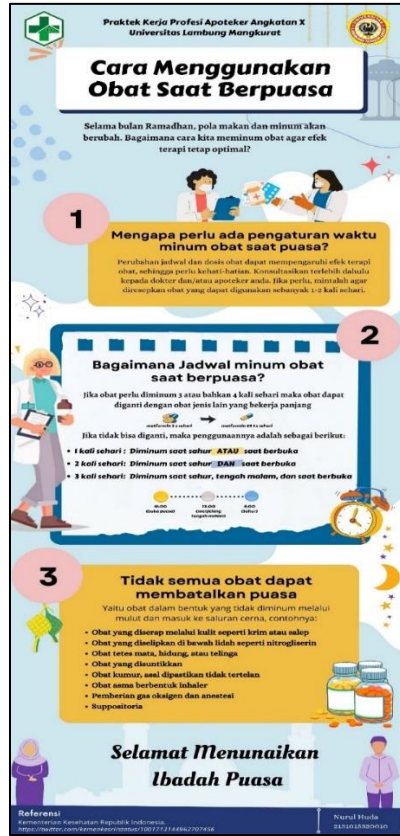 Praktek Kerja Profesi Apoteker Angkatan X
Universitas Lambung Mangkurat
Cara Menggunakan
Obat Saat Berpuasa
Selama bulan Ramadhan, pola makan dan minum akan
berubah. Bagaimana cara kita meminum obat agar efek
terapi tetap optimal?
1
Mengapa perlu ada pengaturan waktu
minum obat saat puasa?
Perubahan jadwal dan dosis obat dapat mempengaruhi efek terapi
obat, sehingga perlu kehati-hatian. Konsultasikan terlebih dahulu
kepada dokter dan/atau apoteker anda. Jika perlu, mintalah agar
diresepkan obat yang dapat digunakan sebanyak 1-2 kali sehari.
2
Bagaimana Jadwal minum obat
saat berpuasa?
Jika obat perlu diminum 3 atau bahkan 4 kali sehari maka obat dapat
diganti dengan obat jenis lain yang bekerja panjang
Jika tidak bisa diganti, maka penggunaannya adalah sebagai berikut:
1 kali sehari : Diminum saat sahur ATAU saat berbuka
2 kali sehari: Diminum saat sahur DAN saat berbuka
3 kali sehari: Diminum saat sahur, tengah malam, dan saat berbuka
3
Tidak semua obat dapat
membatalkan puasa
Yaitu obat dalam bentuk yang tidak diminum melalui
mulut dan masuk ke saluran cerna, contohnya:
Obat yang diserap melalui kulit seperti krim atau salep
Obat yang diselipkan di bawah lidah seperti nitrogliserin
Obat tetes mata, hidung, atau telinga
Obat yang disuntikkan
Obat kumur, asal dipastikan tidak tertelan
Obat asma berbentuk inhaler
Pemberian gas oksigen dan anestesi
Suppositoria
Selamat Menunaikan
Ibadah Puasa
Referensi
Kementerian Kesehatan Republik Indonesia.
Nurul Huda